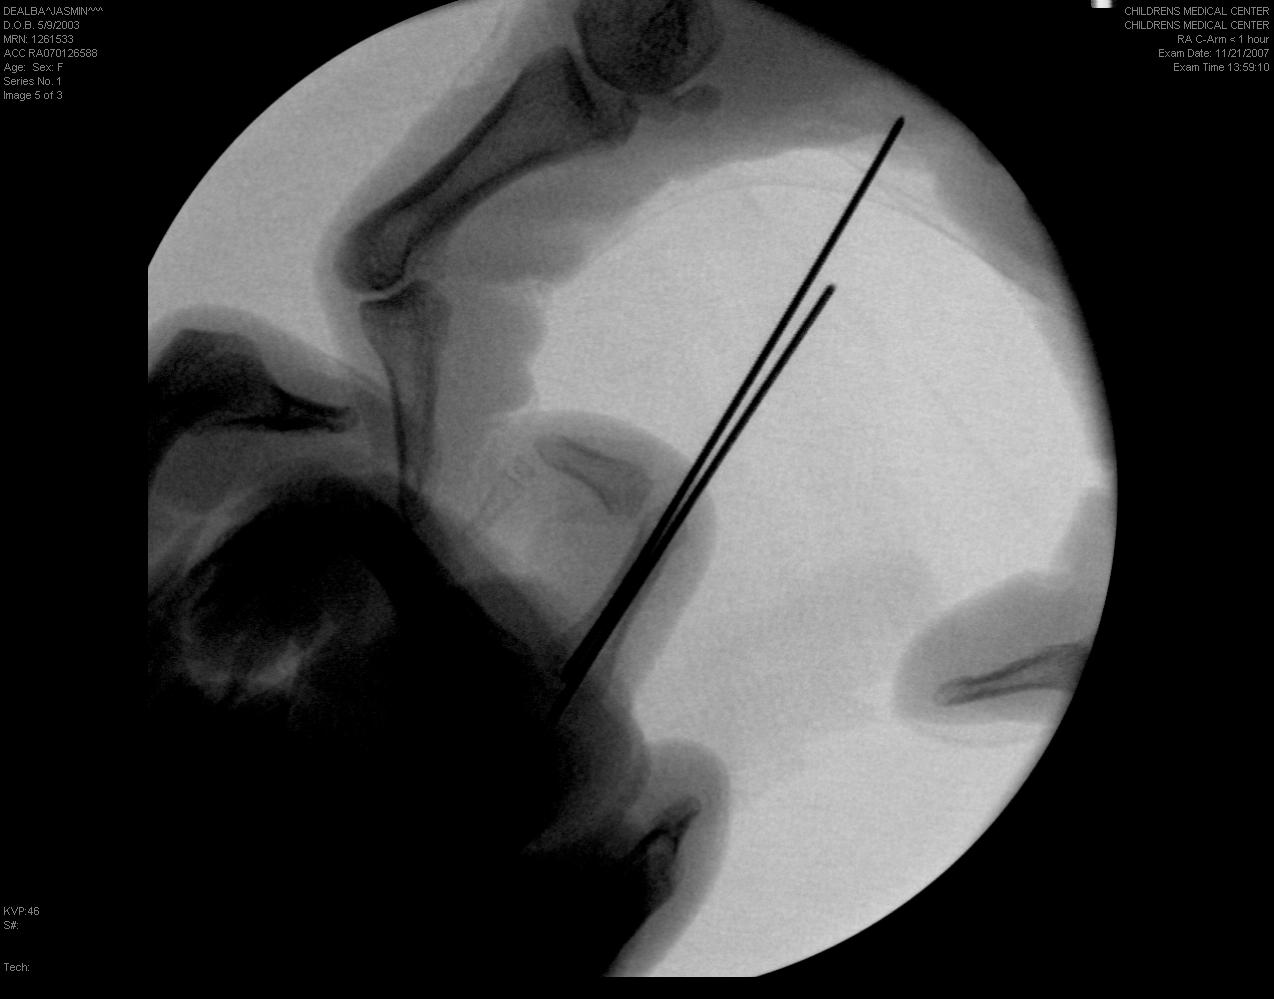 DEALBA^JASMIN^^^
D.O.B. 5/9/2003
MRN: 1261533
ACC RA070126588
Age: Sex: F
Series No. 1
Image 5 of 3
CHILDRENS MEDICAL CENTER
CHILDRENS MEDICAL CENTER
RA C-Arm < 1 hour
Exam Date: 11/21/2007
Exam Time 13:59:10
KVP:46
S#:
Tech: